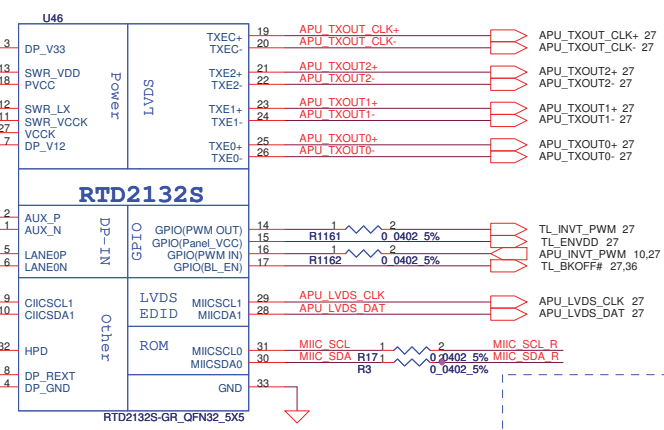 U46
TXEC+ 19 APU_TXOUT_CLK+ APU_TXOUT_CLK+ 27
3 DP_V33 TXEC- 20 APU_TXOUT_CLK- APU_TXOUT_CLK- 27
13 SWR_VDD TXE2+ 21 APU_TXOUT2+ APU_TXOUT2+ 27
18 PVCC TXE2- 22 APU_TXOUT2- APU_TXOUT2- 27
Power LVDS
12 SWR_LX TXE1+ 23 APU_TXOUT1+ APU_TXOUT1+ 27
11 SWR_VCCK TXE1- 24 APU_TXOUT1- APU_TXOUT1- 27
27 VCCK
7 DP_V12 TXE0+ 25 APU_TXOUT0+ APU_TXOUT0+ 27
TXE0- 26 APU_TXOUT0- APU_TXOUT0- 27
RTD2132S
2 AUX_P GPIO(PWM OUT) 14 1 2 TL_INVT_PWM 27
1 AUX_N GPIO(Panel_VCC) 15 R1161 0_0402_5% TL_ENVDD 27
DP-IN GPIO
5 LANE0P GPIO(PWM IN) 16 1 2 APU_INVT_PWM 10,27
6 LANE0N GPIO(BL_EN) 17 R1162 0_0402_5% TL_BKOFF# 27,36
9 CIICSCL1 LVDS MIICSCL1 29 APU_LVDS_CLK APU_LVDS_CLK 27
10 CIICSDA1 EDID MIICDA1 28 APU_LVDS_DAT APU_LVDS_DAT 27
Other
32 HPD ROM MIICSCL0 31 MIIC_SCL 1 2 MIIC_SCL_R
MIICSDA0 30 MIIC_SDA R17 1 2 0_0402_5% MIIC_SDA_R
8 DP_REXT R3 0_0402_5%
4 DP_GND GND 33
RTD2132S-GR_QFN32_5X5